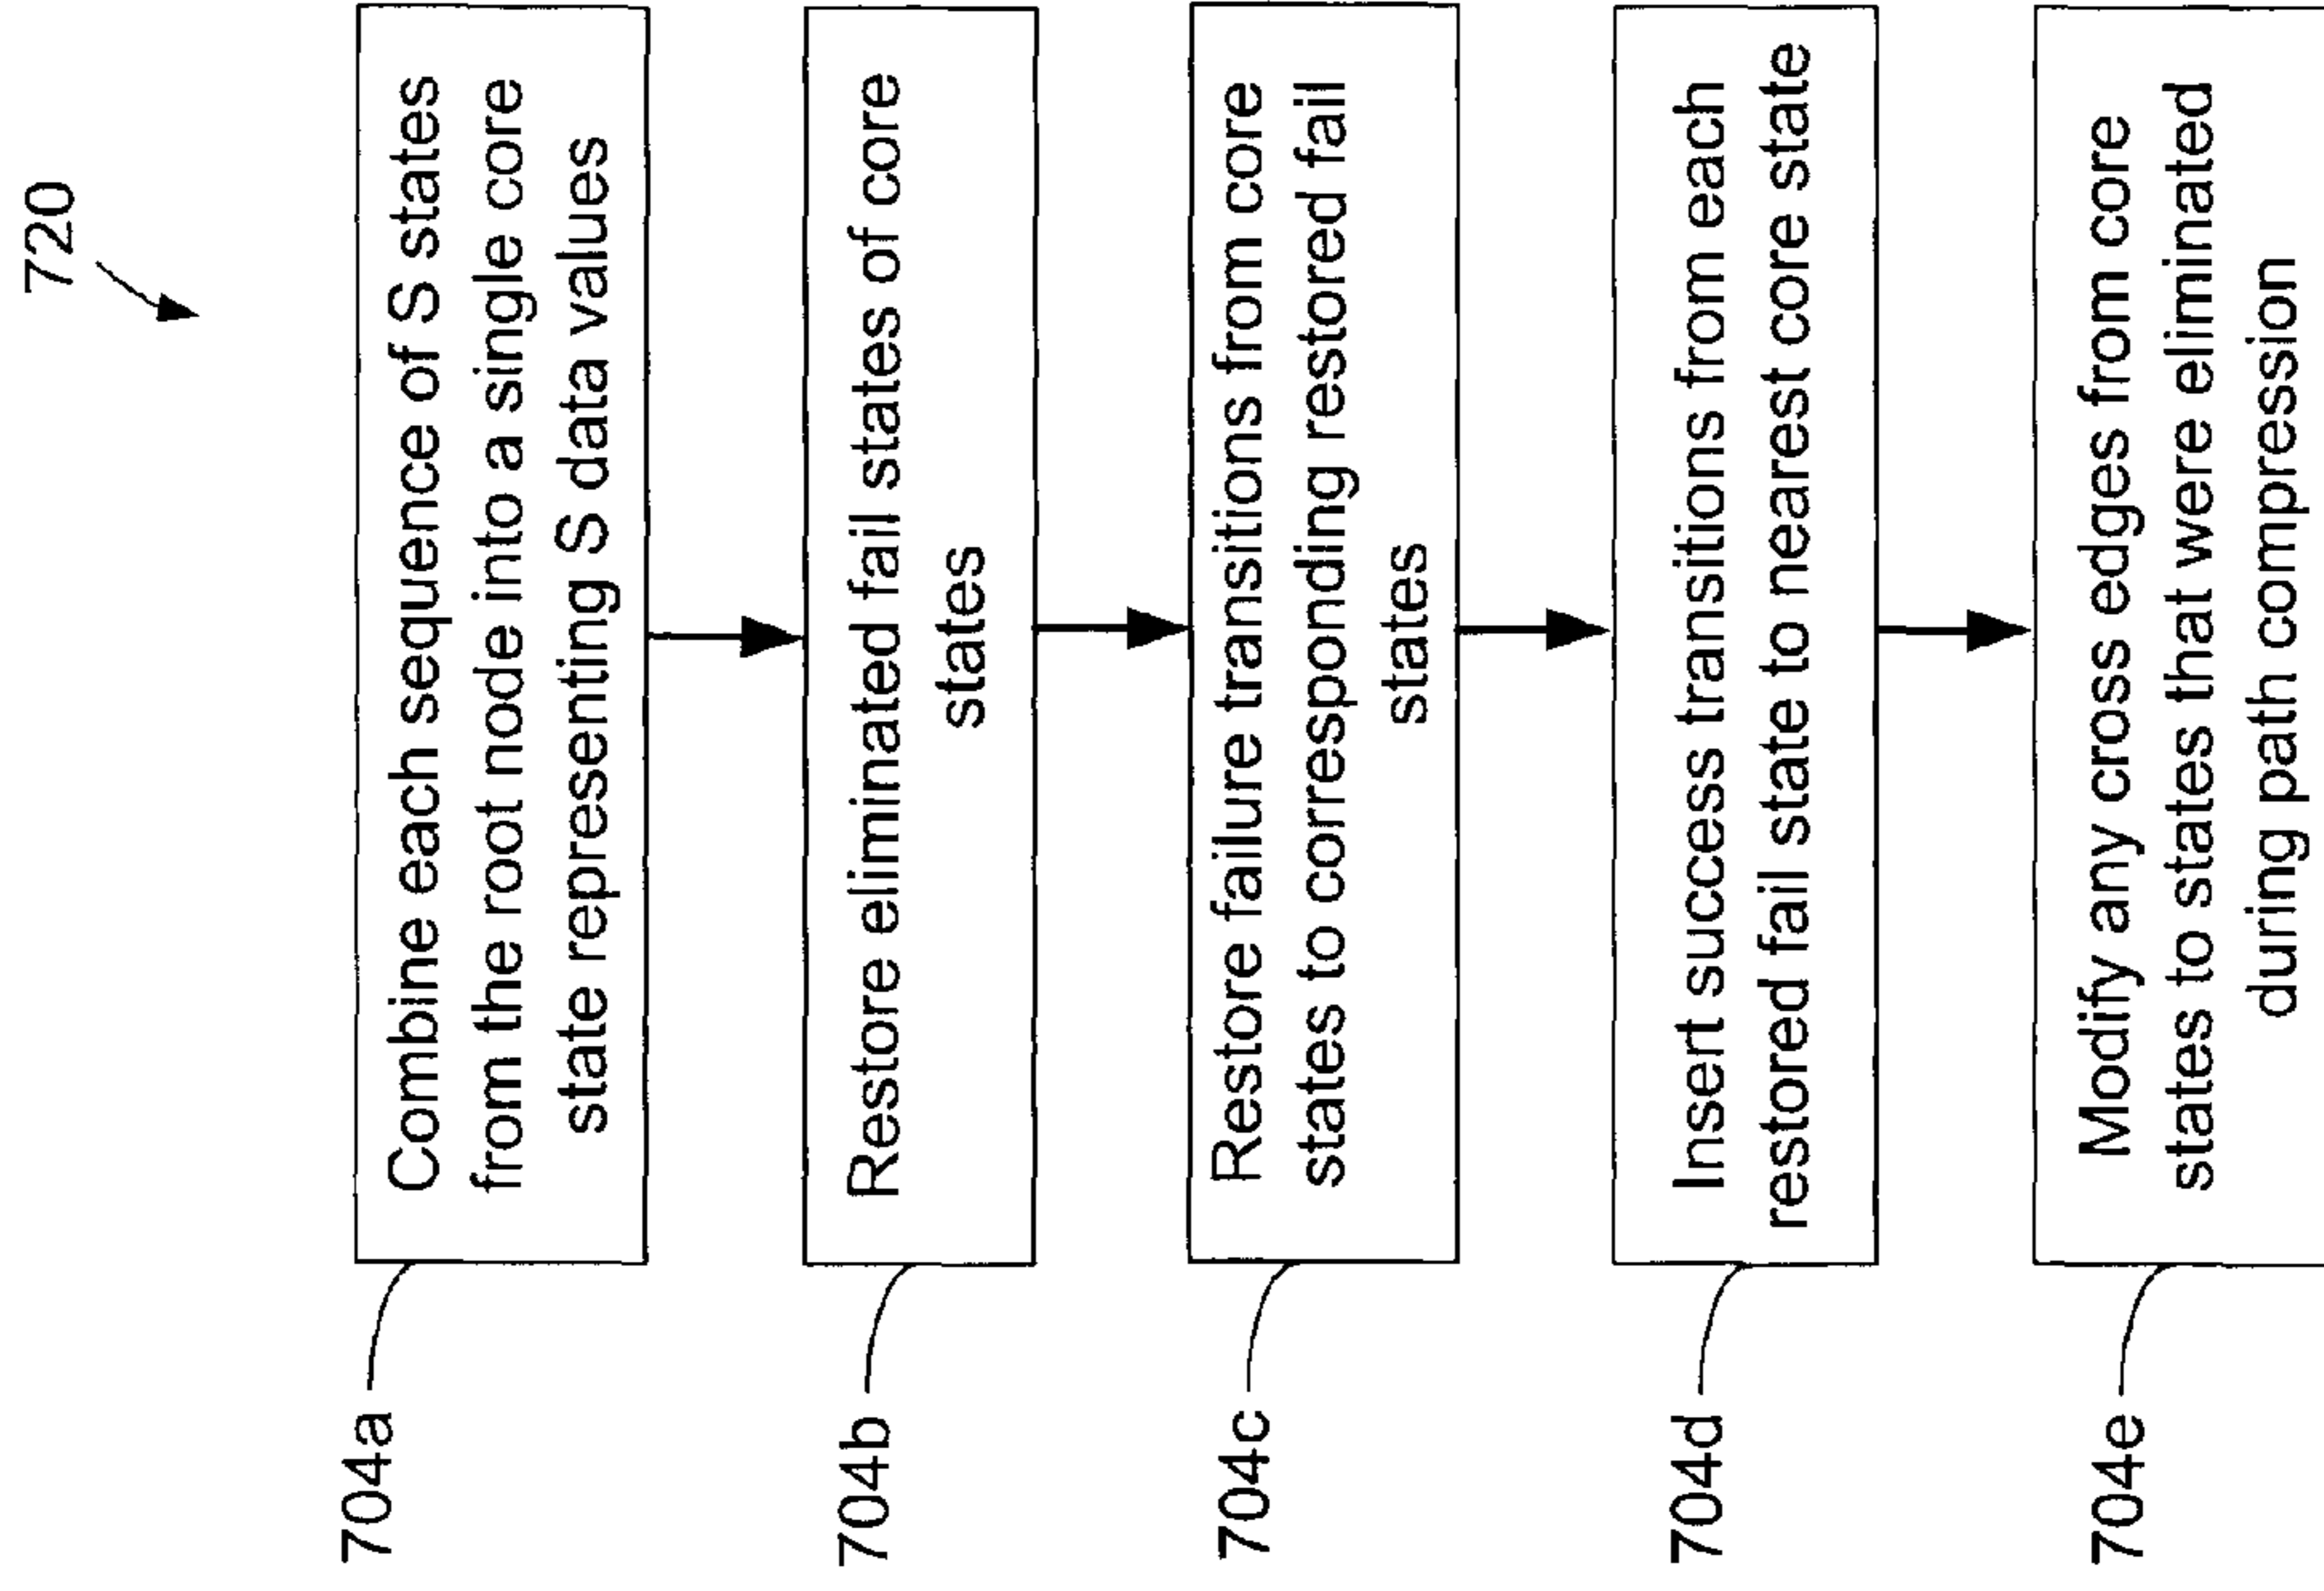 720
704a
Combine each sequence of S states
from the root node into a single core
state representing S data values
704b
Restore eliminated fail states of core
states
704c
Restore failure transitions from core
states to corresponding restored fail
states
704d
Insert success transitions from each
restored fail state to nearest core state
704e
Modify any cross edges from core
states to states that were eliminated
during path compression